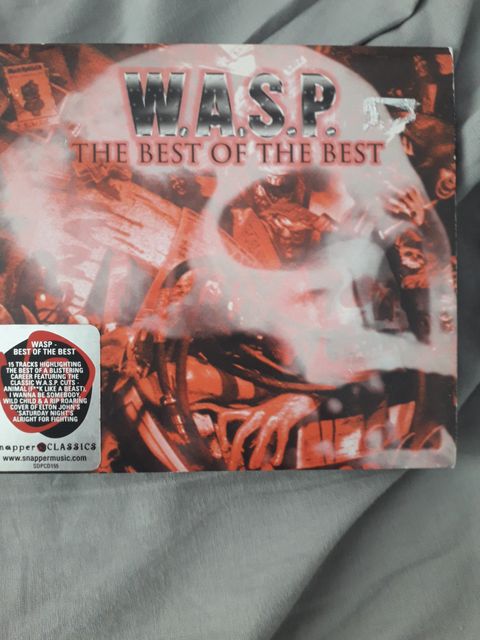 W.A.S.P.
THE BEST OF THE BEST
WASP -
BEST OF THE BEST
15 TRACKS HIGHLIGHTING
THE BEST OF A BLISTERING
CAREER FEATURING THE
CLASSIC W.A.S.P. CUTS -
ANIMAL (F**K LIKE A BEAST),
I WANNA BE SOMEBODY,
WILD CHILD & A RIP ROARING
COVER OF ELTON JOHN'S
'SATURDAY NIGHT'S
ALRIGHT FOR FIGHTING
snapper CLASSICS
www.snappermusic.com
SDPCD155